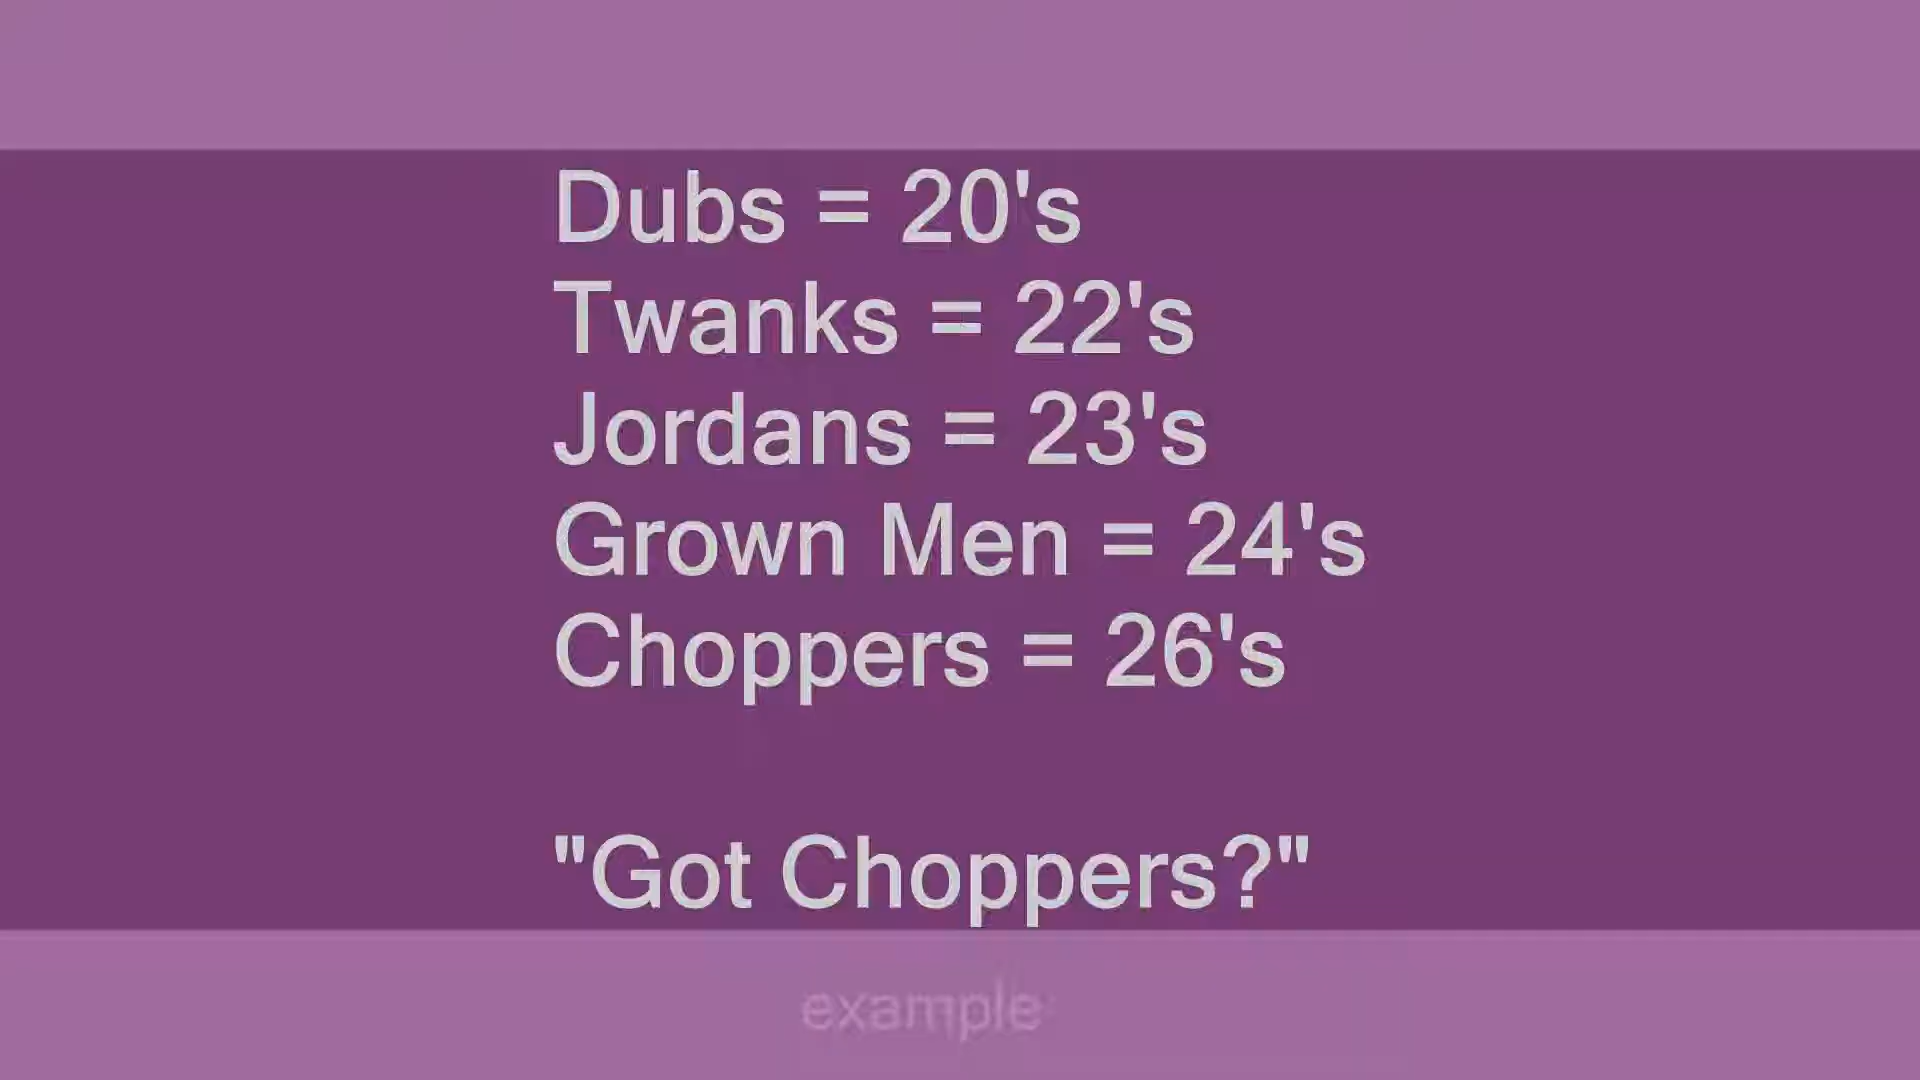 Dubs = 20's
Twanks = 22's
Jordans = 23's
Grown Men = 24's
Choppers = 26's
"Got Choppers?"
example